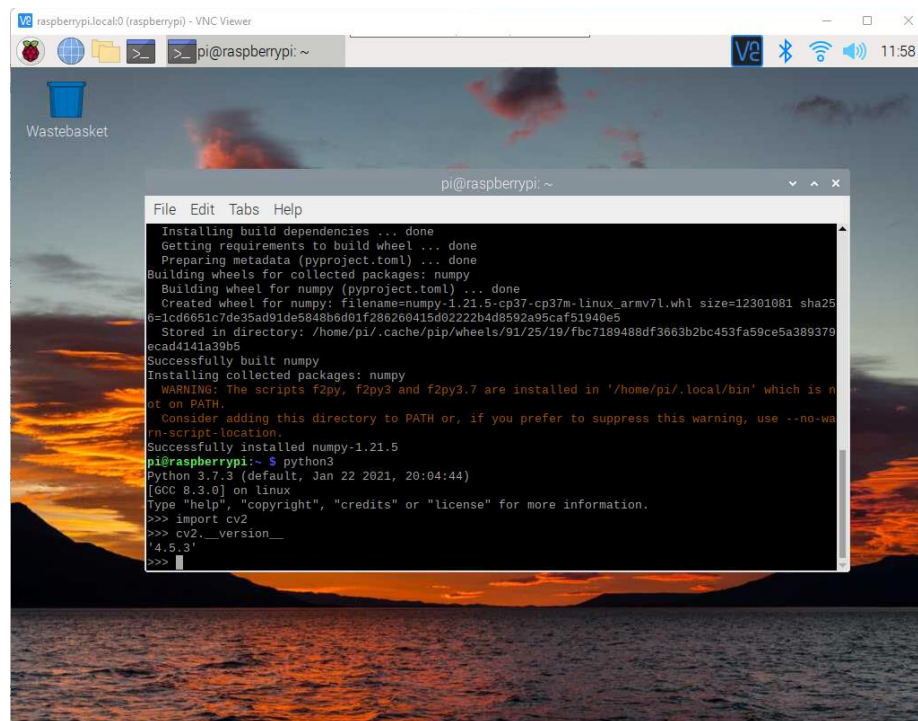 raspberrypi.local:0 (raspberrypi) - VNC Viewer
pi@raspberrypi: ~
11:58
Wastebasket
pi@raspberrypi: ~
File Edit Tabs Help
Installing build dependencies ... done
Getting requirements to build wheel ... done
Preparing metadata (pyproject.toml) ... done
Building wheels for collected packages: numpy
Building wheel for numpy (pyproject.toml) ... done
Created wheel for numpy: filename=numpy-1.21.5-cp37-cp37m-linux_armv7l.whl size=12301081 sha25
6=1cd6651c7de35ad91de5848b6d01f286260415d02222b4d8592a95caf51940e5
Stored in directory: /home/pi/.cache/pip/wheels/91/25/19/fbc7189488df3663b2bc453fa59ce5a389379
ecad4141a39b5
Successfully built numpy
Installing collected packages: numpy
WARNING: The scripts f2py, f2py3 and f2py3.7 are installed in '/home/pi/.local/bin' which is n
ot on PATH.
Consider adding this directory to PATH or, if you prefer to suppress this warning, use --no-wa
rn-script-location.
Successfully installed numpy-1.21.5
pi@raspberrypi:~ $ python3
Python 3.7.3 (default, Jan 22 2021, 20:04:44)
[GCC 8.3.0] on linux
Type "help", "copyright", "credits" or "license" for more information.
>>> import cv2
>>> cv2.__version__
'4.5.3'
>>>